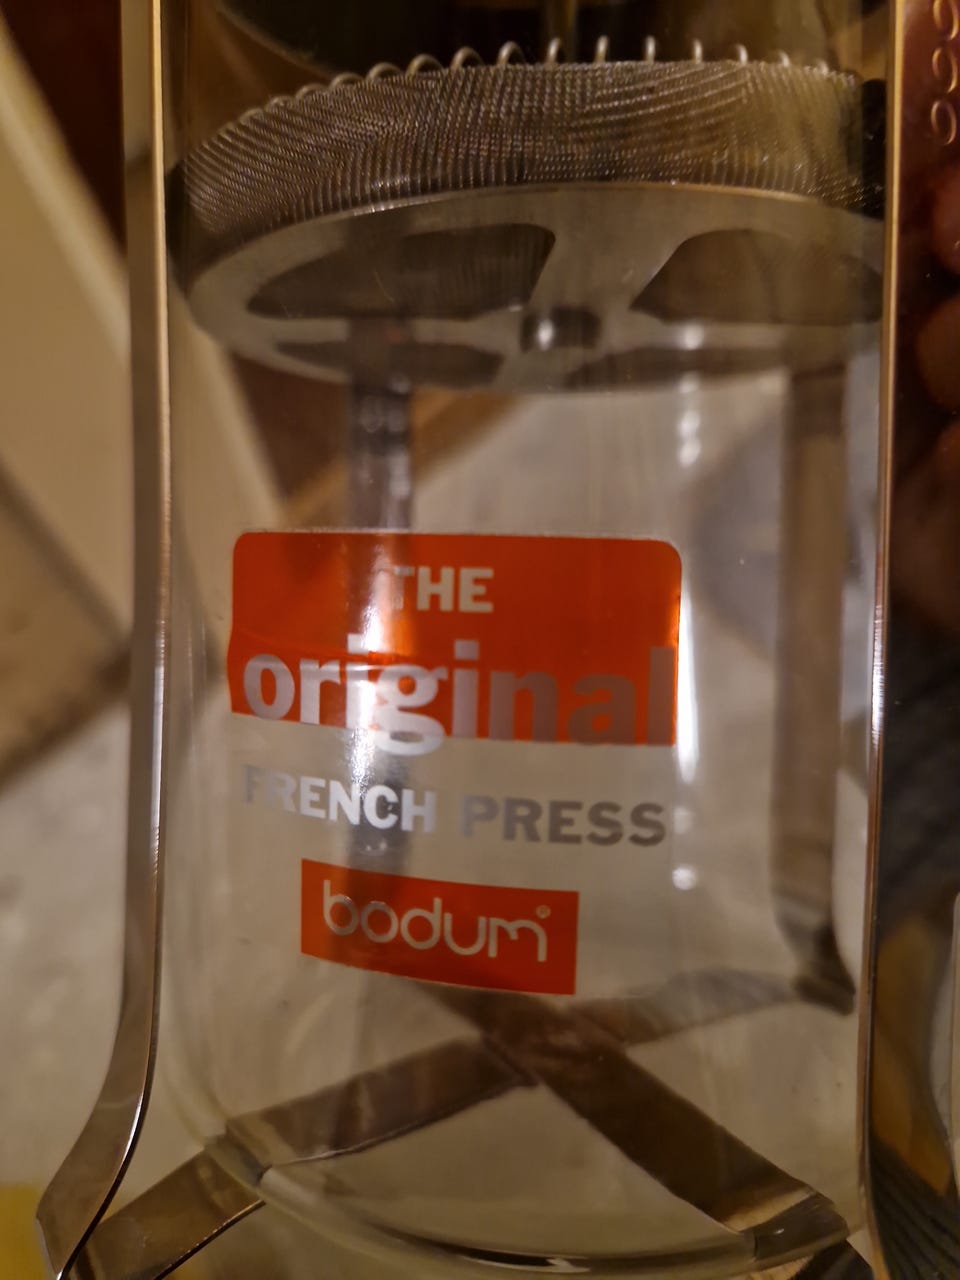 THE
original
FRENCH PRESS
bodum®